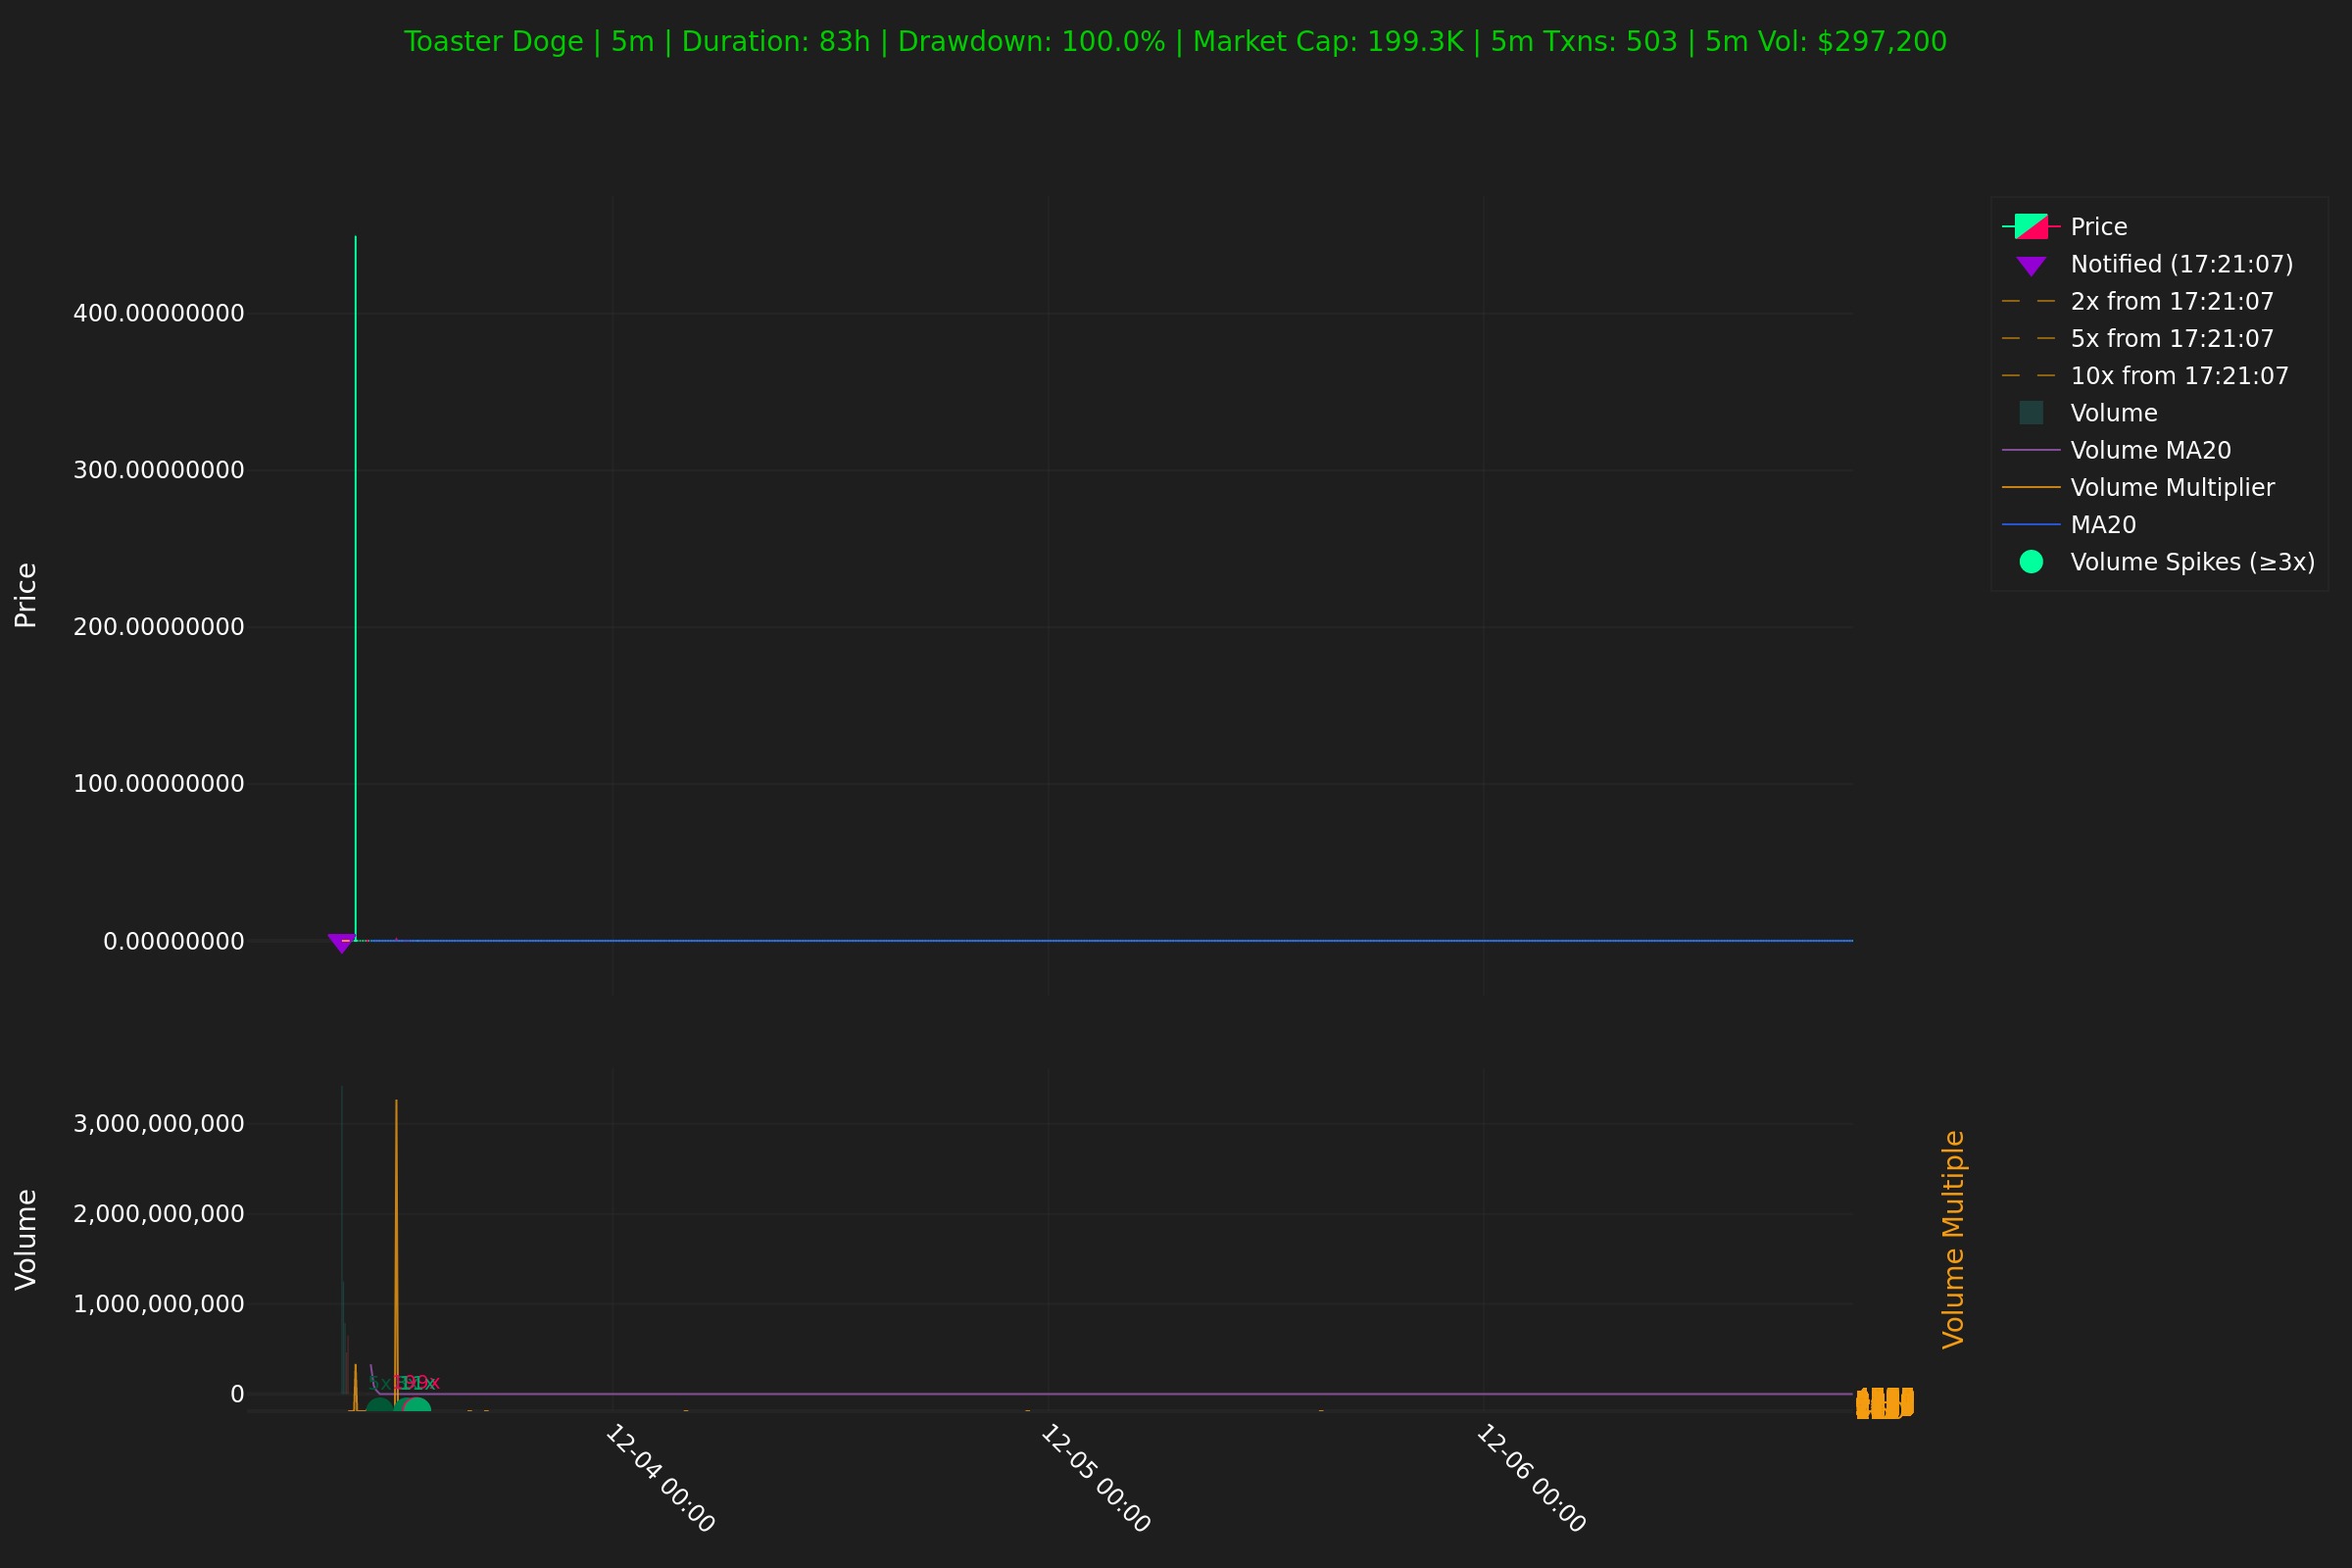 Toaster Doge | 5m | Duration: 83h | Drawdown: 100.0% | Market Cap: 199.3K | 5m Txns: 503 | 5m Vol: $297,200
Price
400.00000000
300.00000000
200.00000000
100.00000000
0.00000000
Price
Notified (17:21:07)
2x from 17:21:07
5x from 17:21:07
10x from 17:21:07
Volume
Volume MA20
Volume Multiplier
MA20
Volume Spikes (≥3x)
Volume
3,000,000,000
2,000,000,000
1,000,000,000
0
5x
11x
Volume Multiple
12-04 00:00
12-05 00:00
12-06 00:00